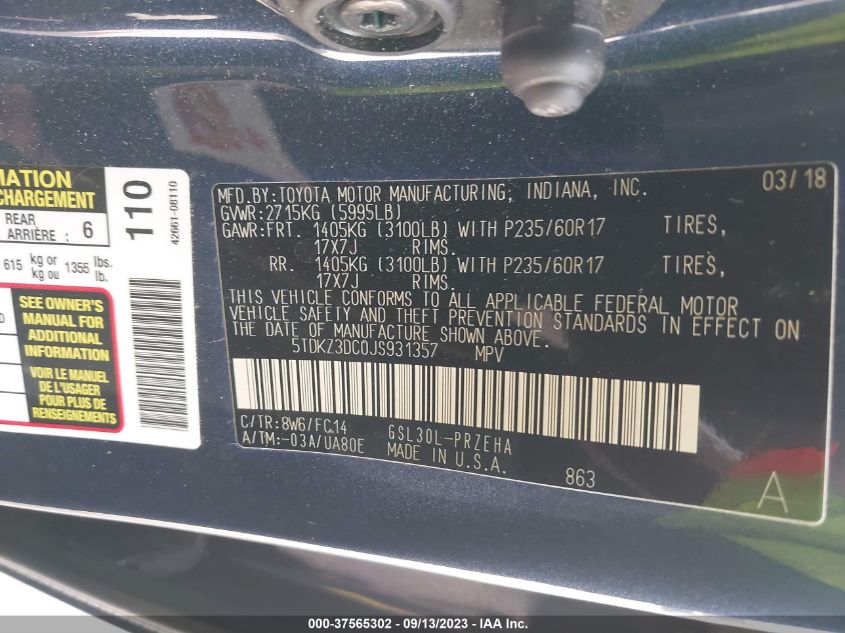 MATION
CHARGEMENT
REAR
ARRIÈRE : 6
615 kg or
kg ou 1355 lbs.
lb.
SEE OWNER'S
MANUAL FOR
ADDITIONAL
INFORMATION
VOIR LE MANUEL
DE L'USAGER
POUR PLUS DE
RENSEIGNEMENTS
110
42661-08110
MFD.BY:TOYOTA MOTOR MANUFACTURING, INDIANA, INC. 03/18
GVWR:2715KG (5995LB)
GAWR:FRT. 1405KG (3100LB) WITH P235/60R17 TIRES,
17X7J RIMS.
RR. 1405KG (3100LB) WITH P235/60R17 TIRES,
17X7J RIMS.
THIS VEHICLE CONFORMS TO ALL APPLICABLE FEDERAL MOTOR
VEHICLE SAFETY AND THEFT PREVENTION STANDARDS IN EFFECT ON
THE DATE OF MANUFACTURE SHOWN ABOVE.
5TDKZ3DC0JS931357 MPV
C/TR:8W6/FC14 GSL30L-PRZEHA
A/TM:-03A/UA80E MADE IN U.S.A.
863
A
000-37565302 - 09/13/2023 - IAAI.COM